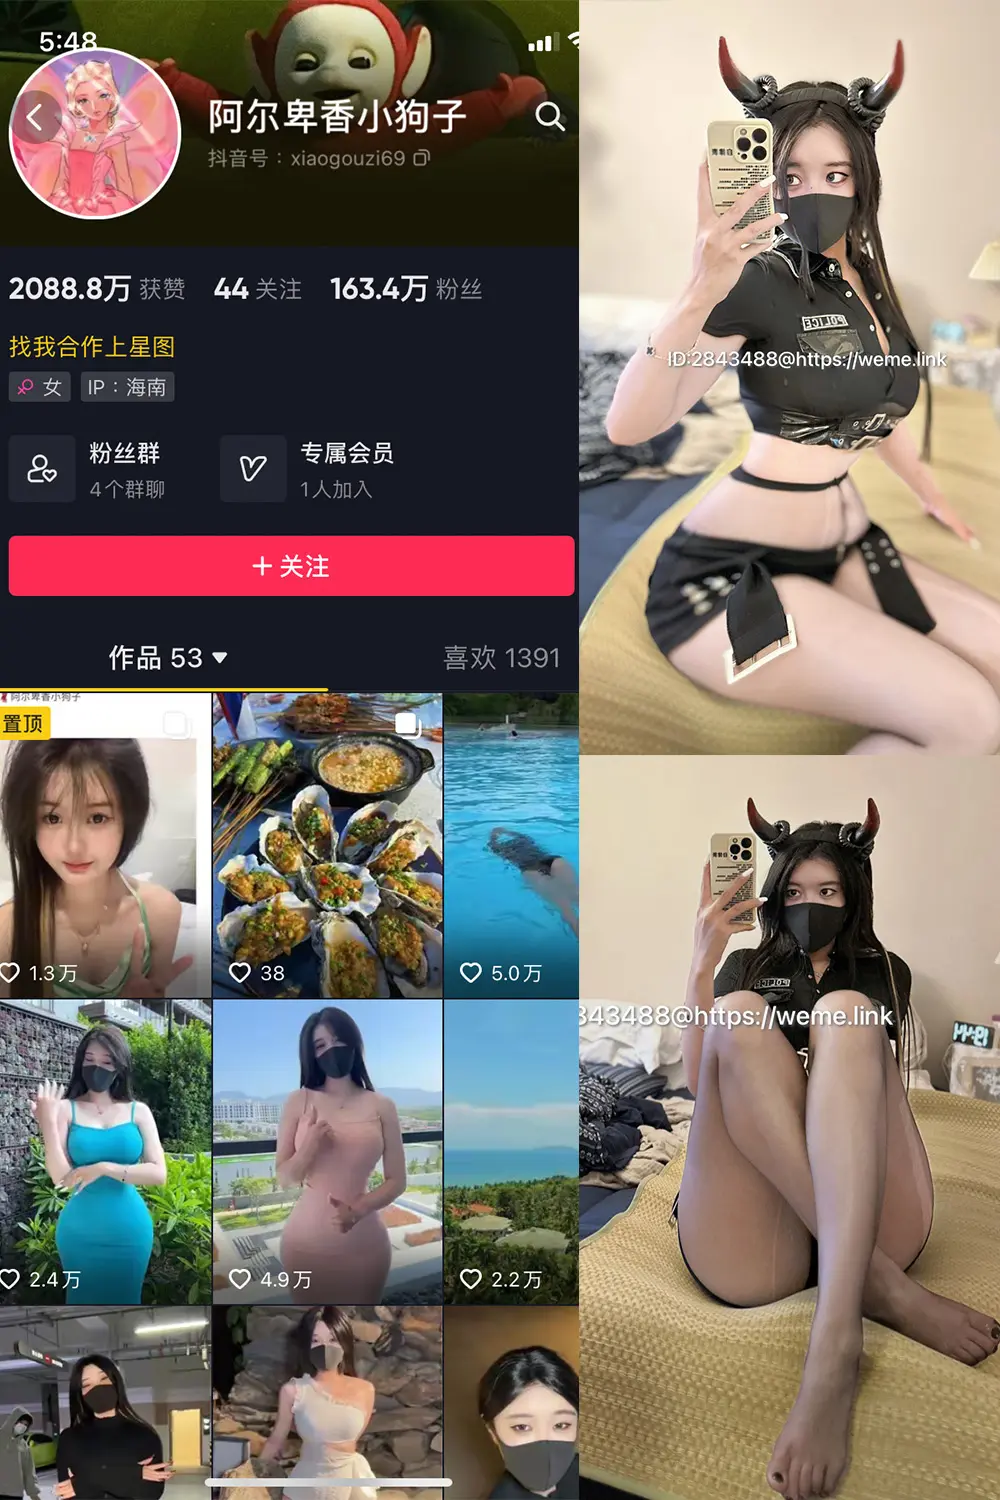 5:48
阿尔卑香小狗子
抖音号：xiaogouzi69
2088.8万 获赞 44 关注 163.4万 粉丝
找我合作上星图
女 IP：海南
粉丝群
4个群聊
专属会员
1人加入
+ 关注
作品 53 喜欢 1391
阿尔卑香小狗子
置顶
1.3万
38
5.0万
2.4万
4.9万
2.2万
POLICE
ID:2843488@https://weme.link
POLICE
343488@https://weme.link